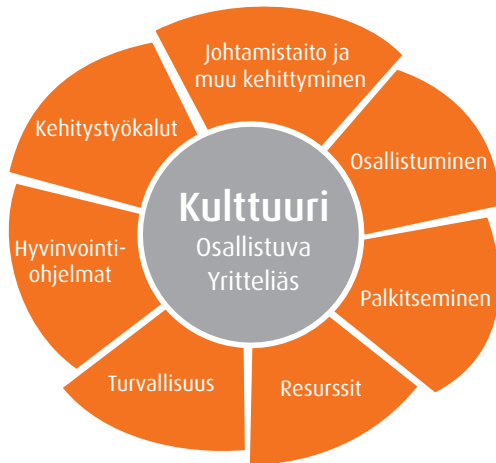 Johtamistaito ja
muu kehittyminen
Osallistuminen
Palkitseminen
Resurssit
Turvallisuus
Hyvinvointi-
ohjelmat
Kehitystyökalut
Kulttuuri
Osallistuva
Yritteliäs